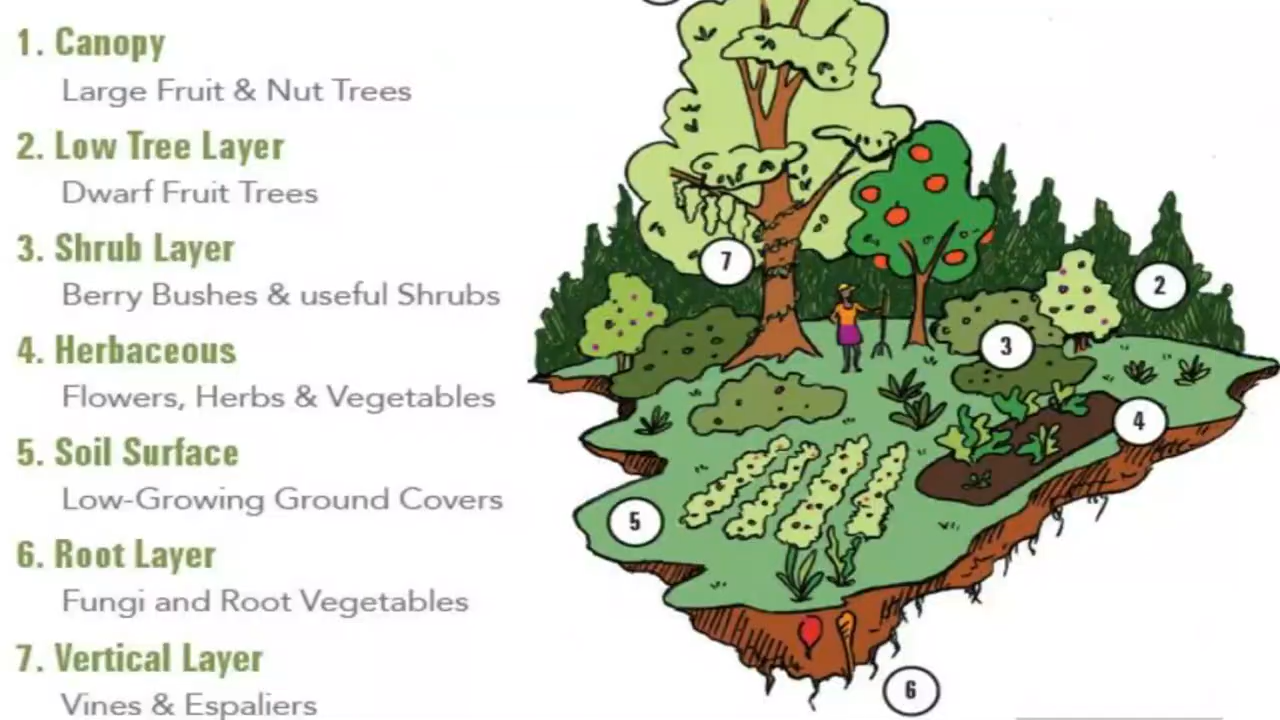 1. Canopy
Large Fruit & Nut Trees
2. Low Tree Layer
Dwarf Fruit Trees
3. Shrub Layer
Berry Bushes & useful Shrubs
4. Herbaceous
Flowers, Herbs & Vegetables
5. Soil Surface
Low-Growing Ground Covers
6. Root Layer
Fungi and Root Vegetables
7. Vertical Layer
Vines & Espaliers
7
2
3
4
5
6